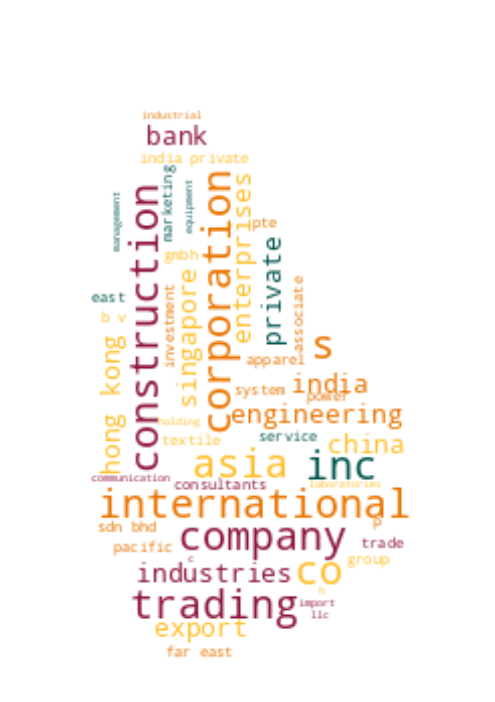 industrial
bank
india private
management
construction
marketing
equipment
corporation
enterprises
pte
gmbh
private
singapore
investment
associate
east
b v
hong kong
s
apparel
system
india
power
holding
engineering
textile
service
china
asia
inc
communication
consultants
laboratories
international
sdn bhd
p
company
pacific
trade
c
group
industries
co
h
trading
import
llc
export
far east